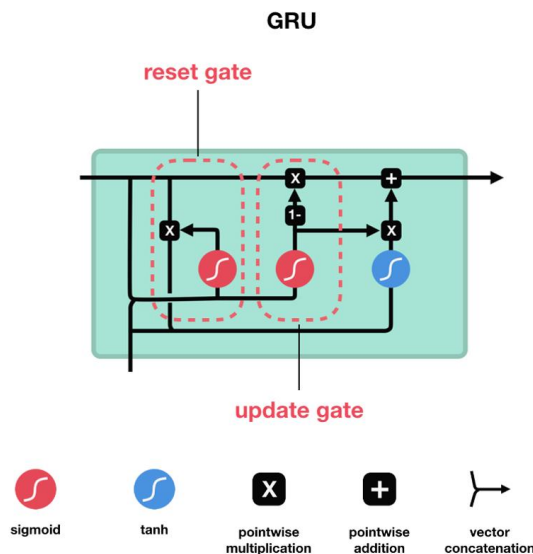 GRU
reset gate
X
+
1-
X
X
update gate
X
+
sigmoid
tanh
pointwise
multiplication
pointwise
addition
vector
concatenation